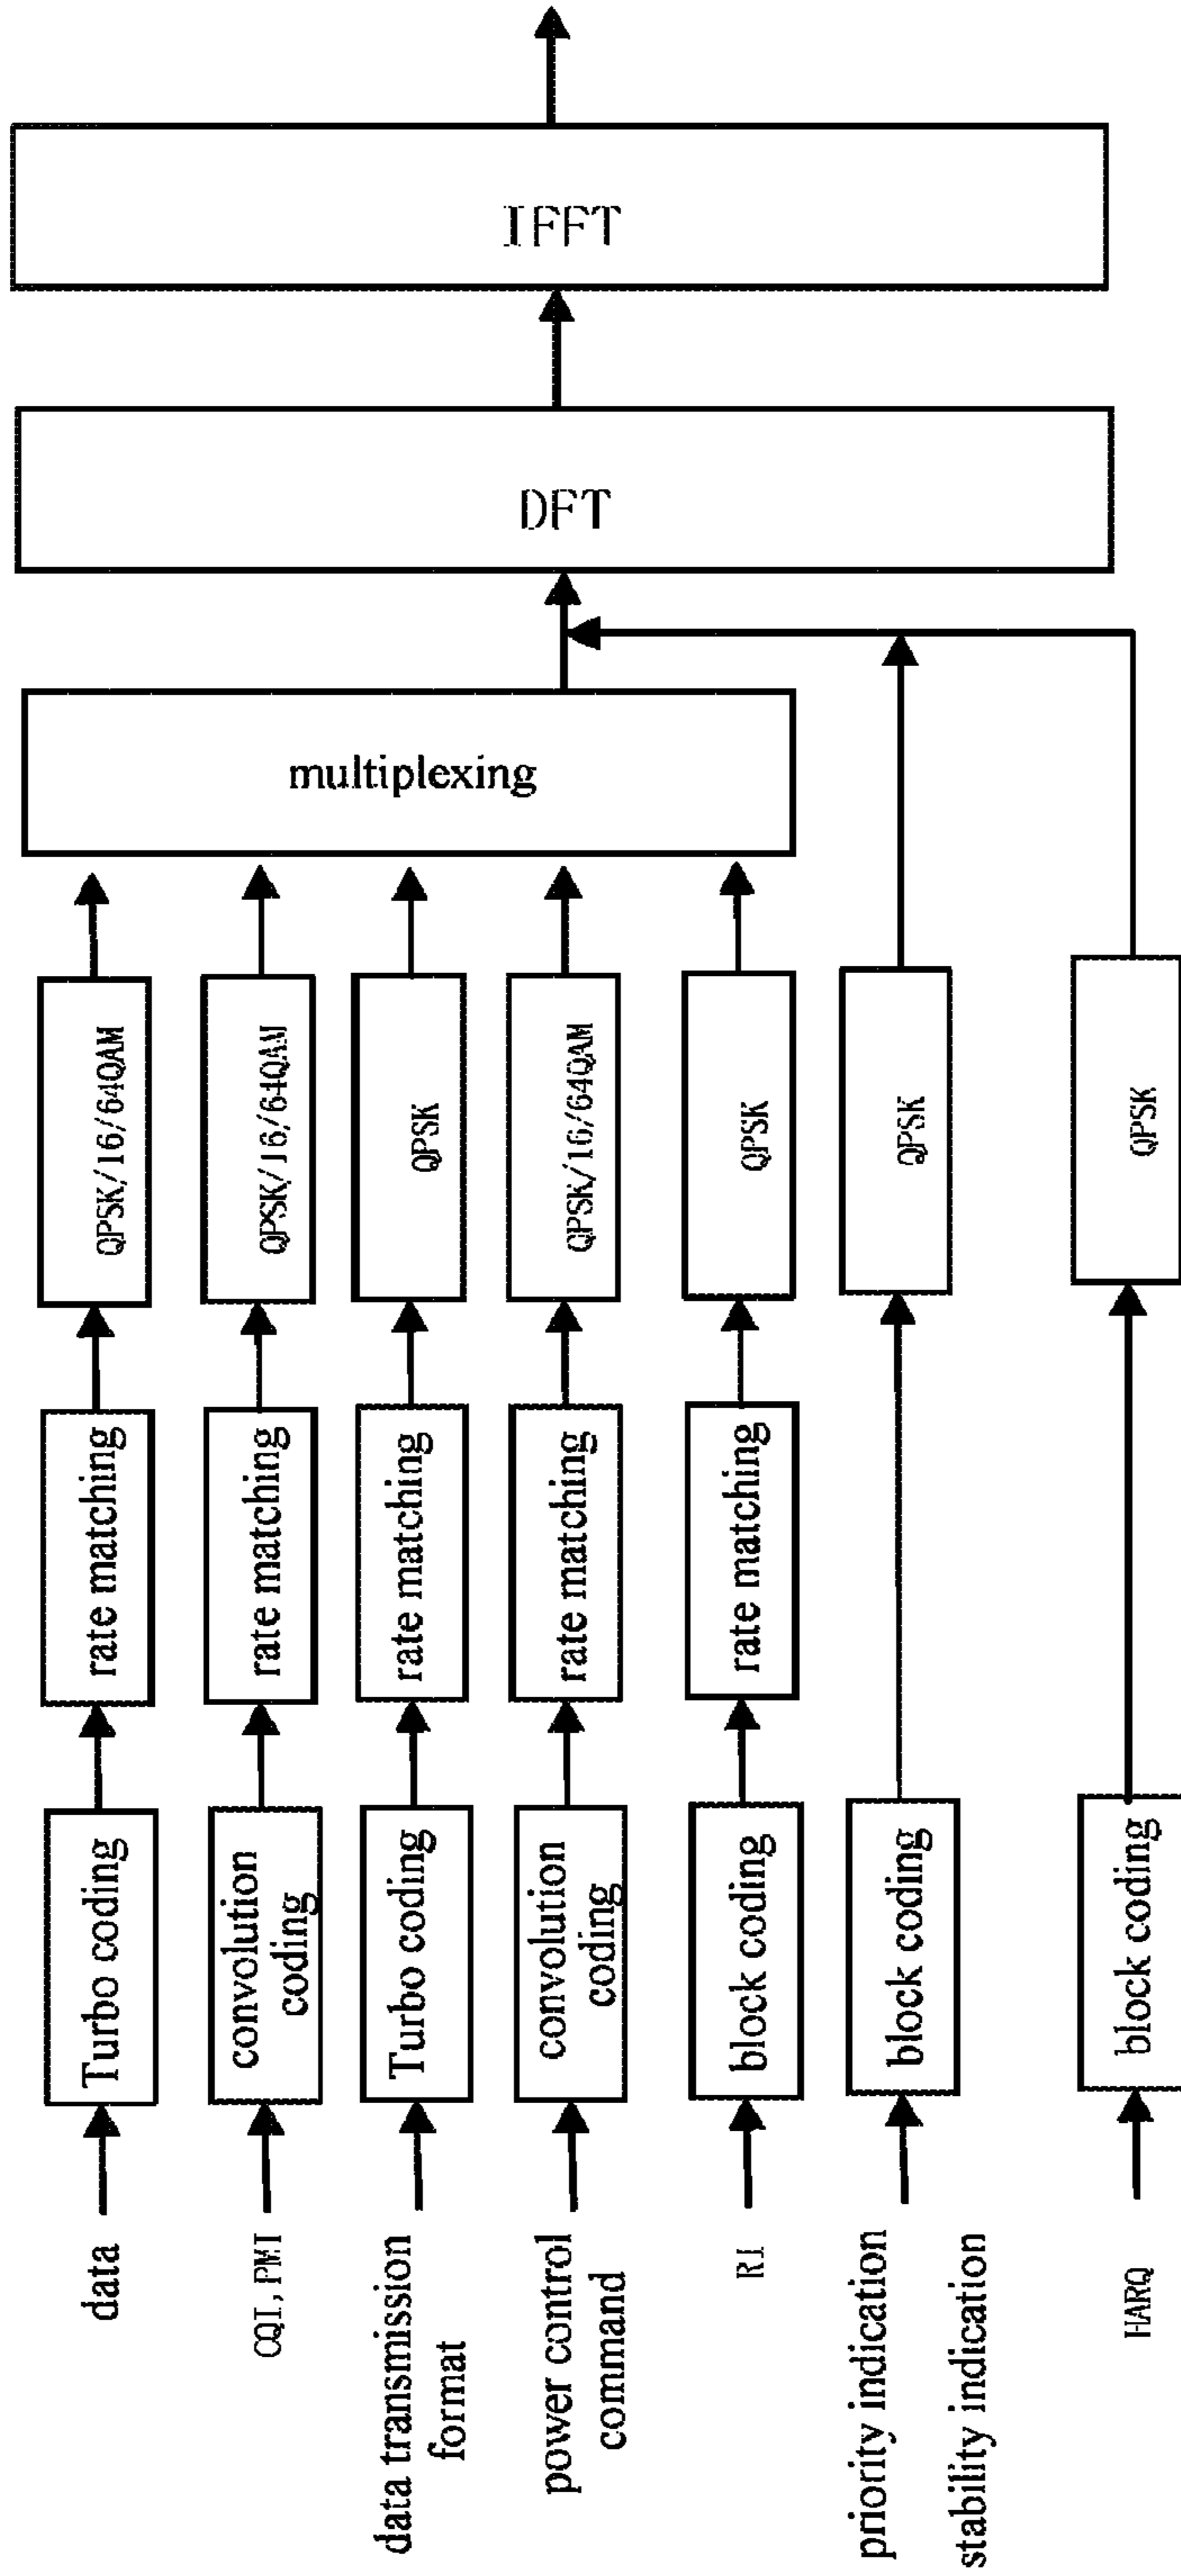 data
Turbo coding
rate matching
QPSK/16/64QAM
CQI, PMI
convolution
coding
rate matching
QPSK/16/64QAM
data transmission
format
Turbo coding
rate matching
QPSK
power control
command
convolution
coding
rate matching
QPSK/16/64QAM
RI
block coding
rate matching
QPSK
priority indication
stability indication
block coding
QPSK
HARQ
block coding
QPSK
multiplexing
DFT
IFFT